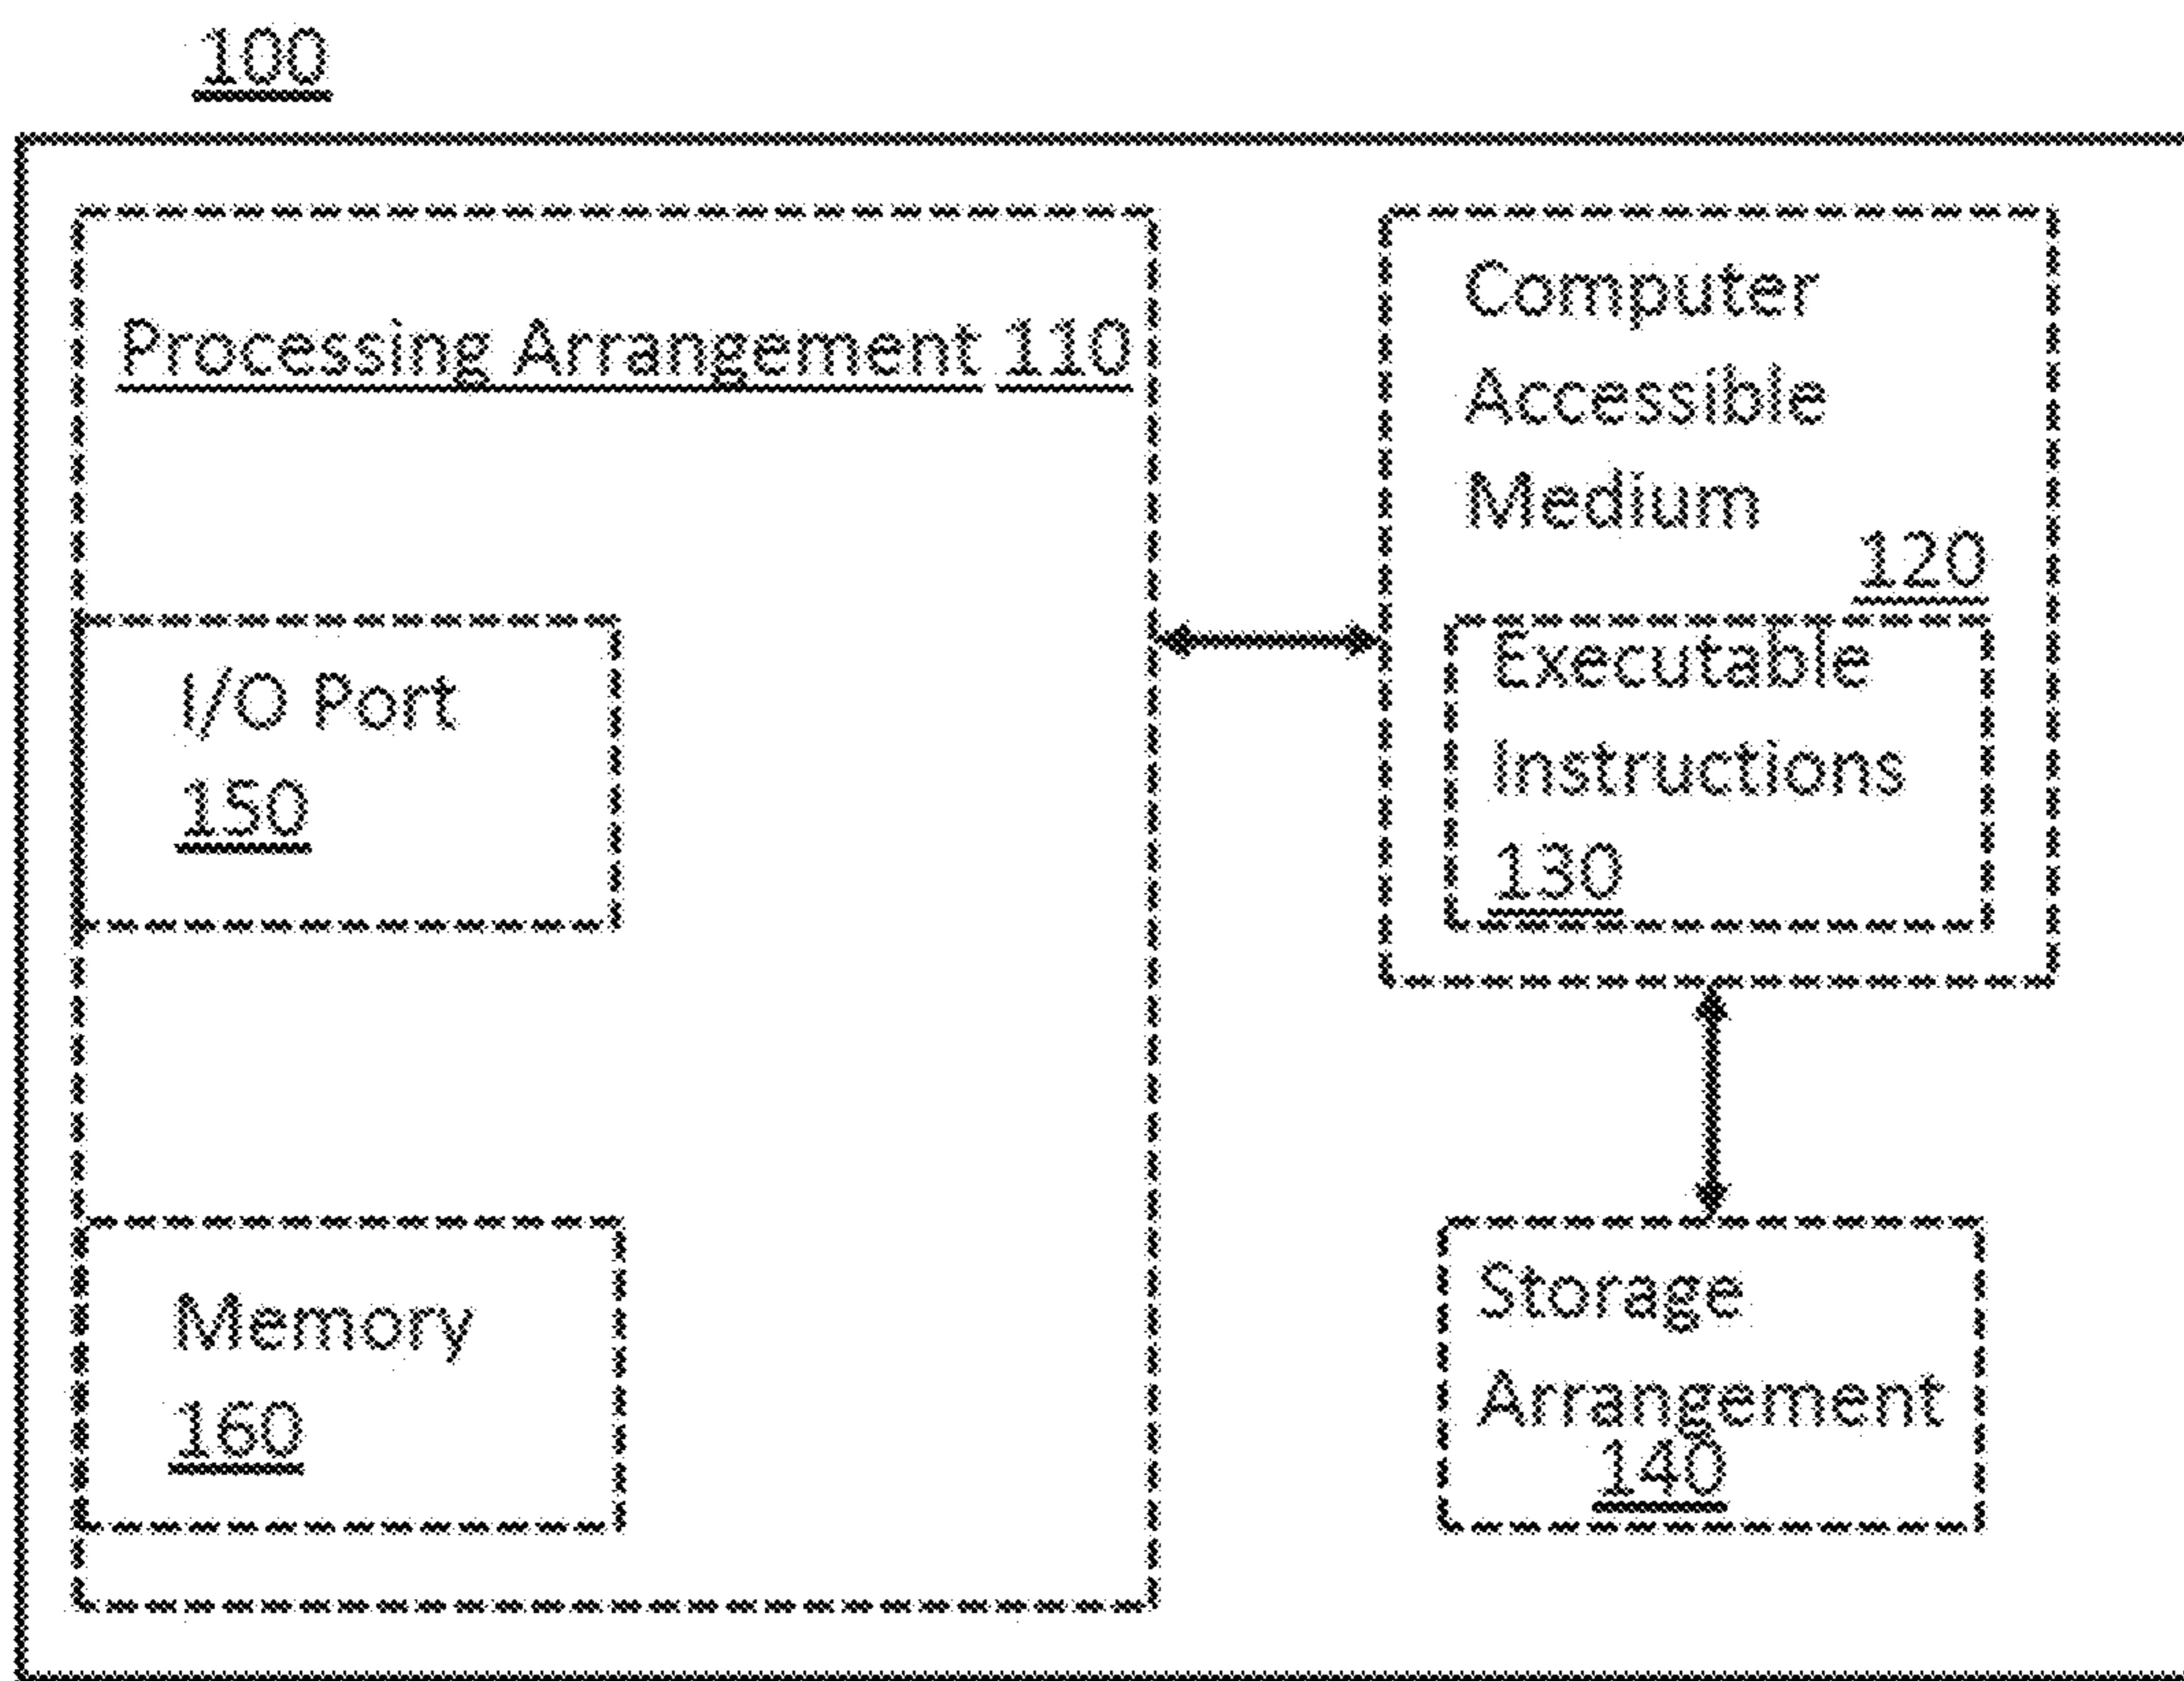 100
Processing Arrangement 110
I/O Port
150
Memory
160
Computer
Accessible
Medium
120
Executable
Instructions
130
Storage
Arrangement
140